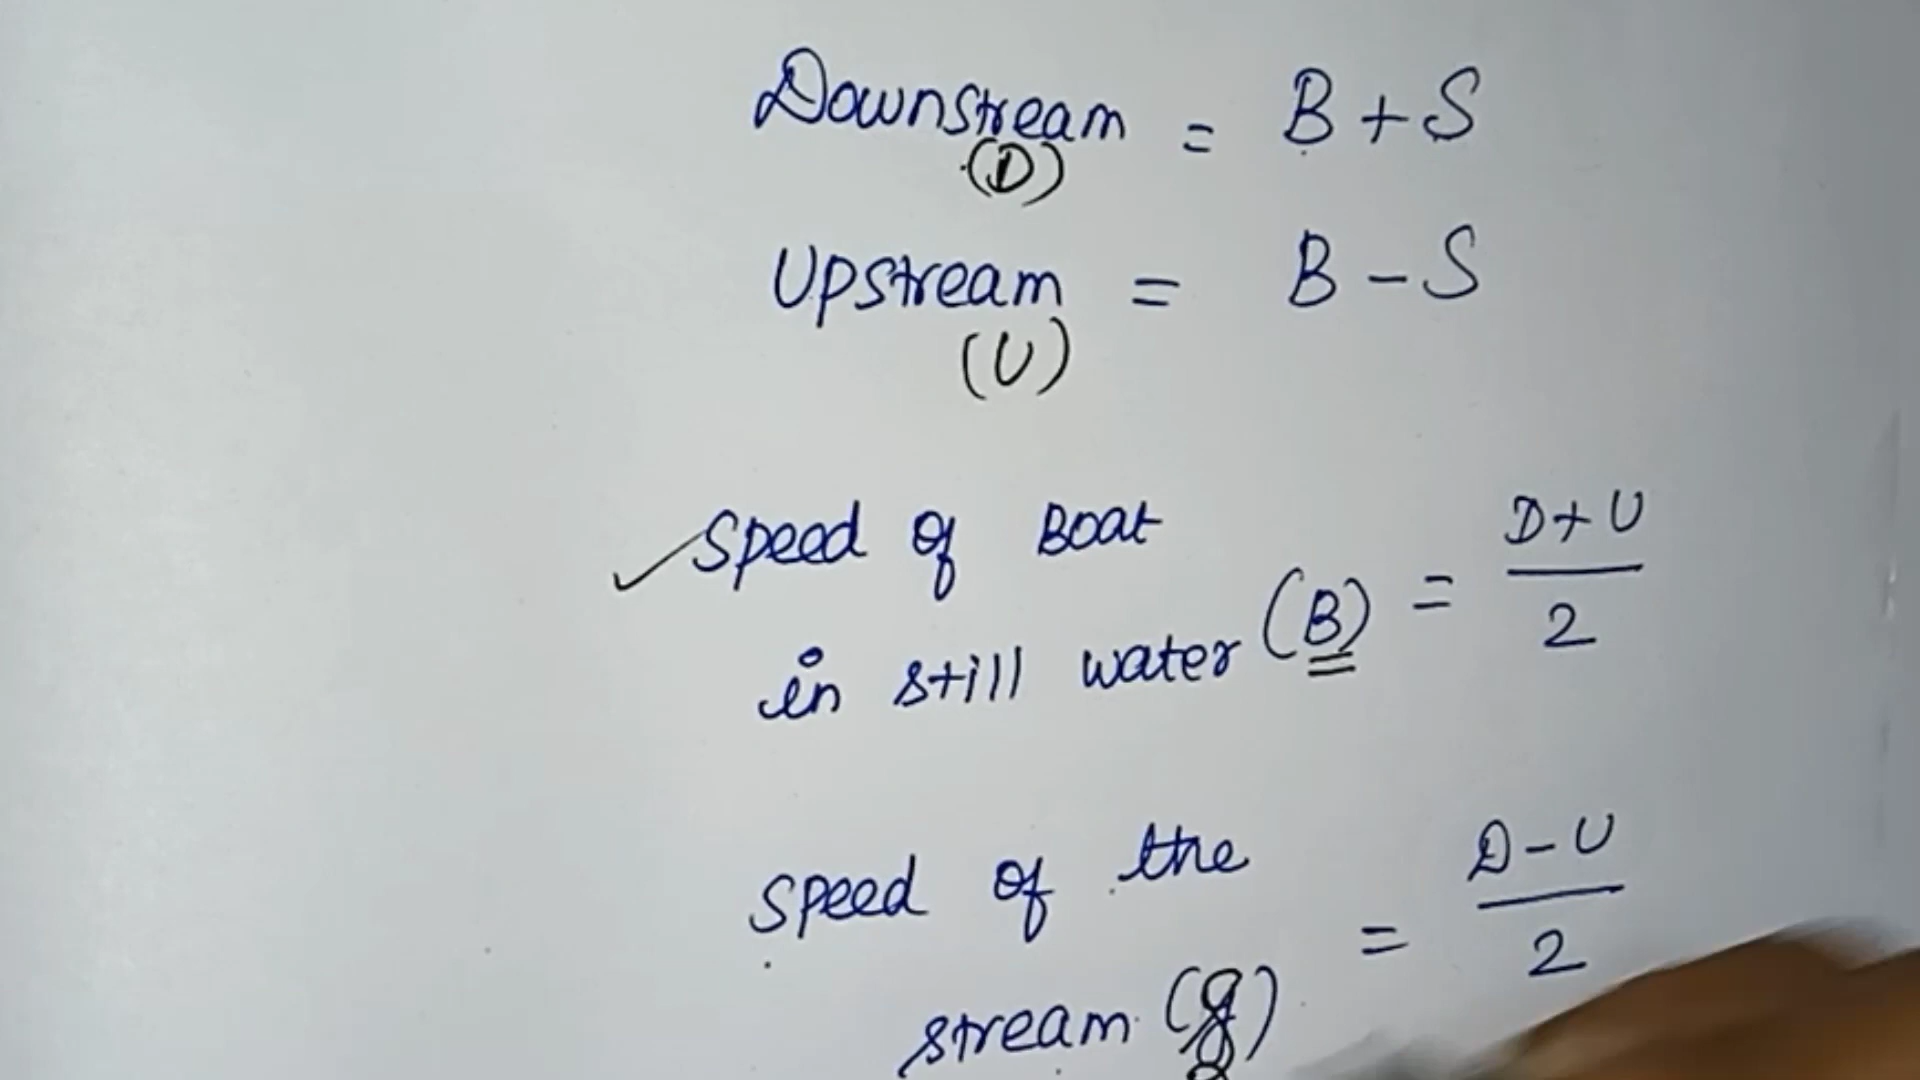 Downstream = B + S
(D)
Upstream = B - S
(U)
Speed of Boat
in still water (B) = D+U / 2
Speed of the
stream = D-U / 2